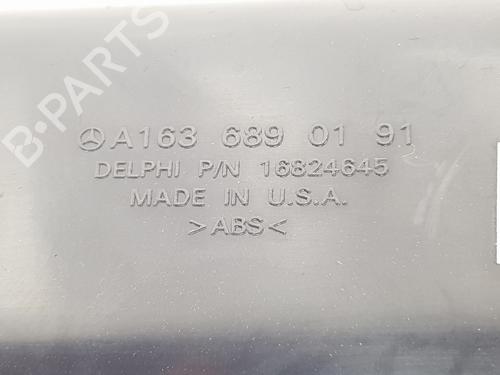 A163 689 01 91
DELPHI P/N 16824645
MADE IN U.S.A.
>ABS<
B-PARTS